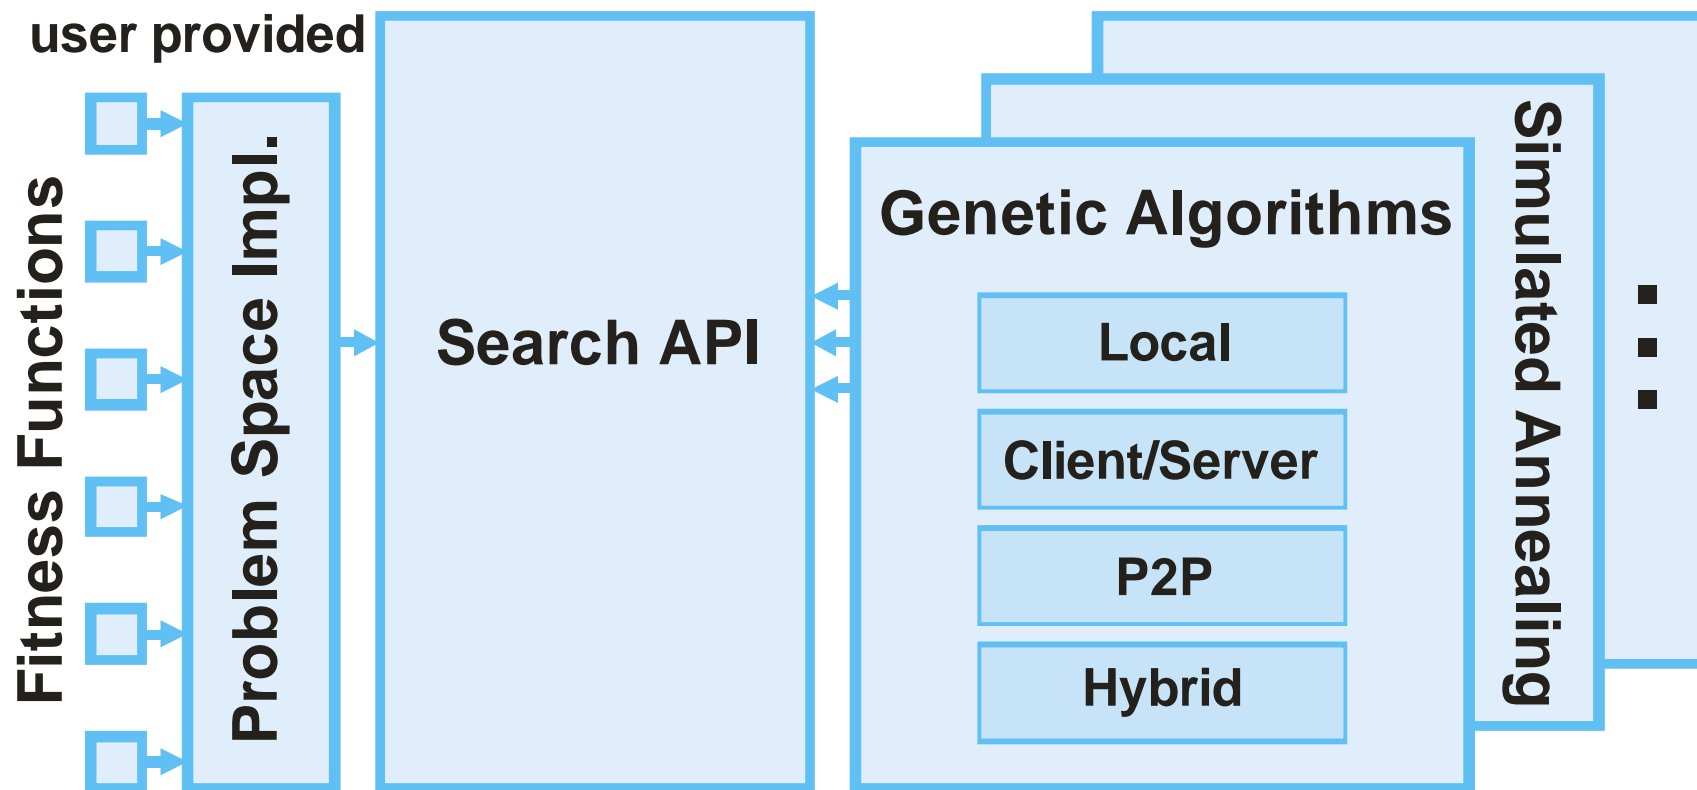 user provided
Fitness Functions
Problem Space Impl.
Search API
Genetic Algorithms
Local
Client/Server
P2P
Hybrid
Simulated Annealing
...